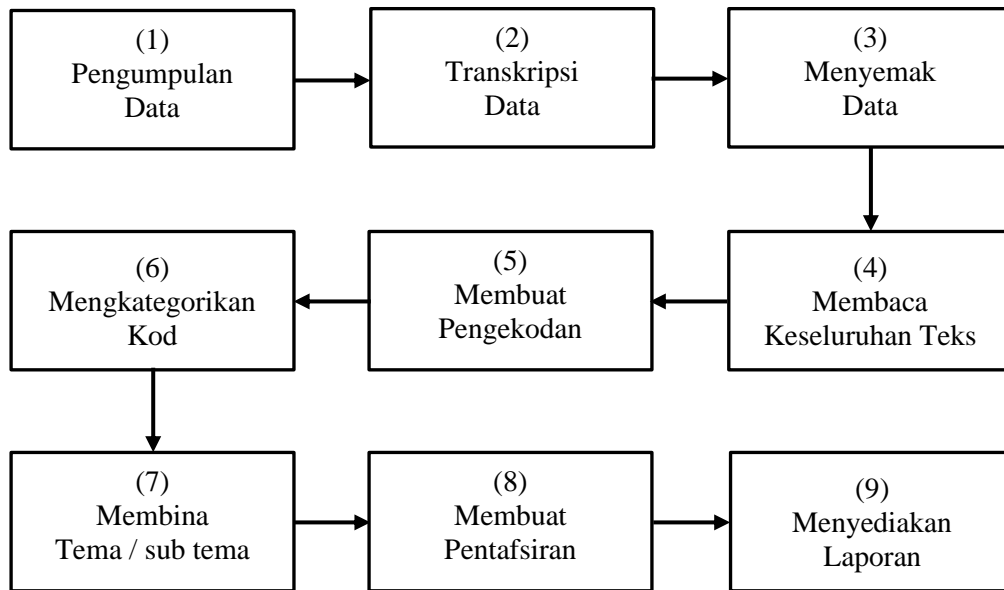 (1)
Pengumpulan
Data
(2)
Transkripsi
Data
(3)
Menyemak
Data
(4)
Membaca
Keseluruhan Teks
(5)
Membuat
Pengekodan
(6)
Mengkategorikan
Kod
(7)
Membina
Tema / sub tema
(8)
Membuat
Pentafsiran
(9)
Menyediakan
Laporan